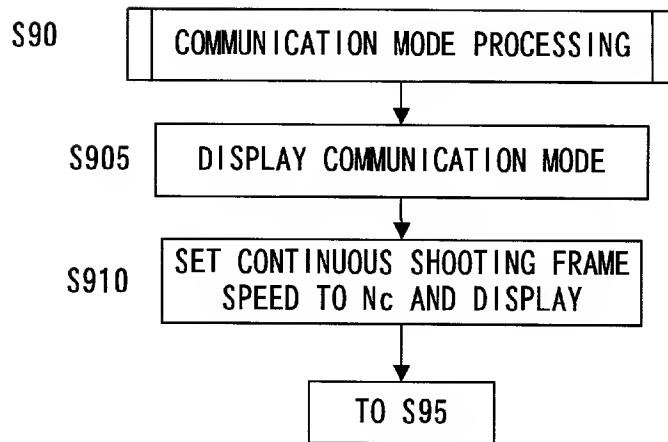 S90 COMMUNICATION MODE PROCESSING
S905 DISPLAY COMMUNICATION MODE
S910 SET CONTINUOUS SHOOTING FRAME
SPEED TO Nc AND DISPLAY
TO S95